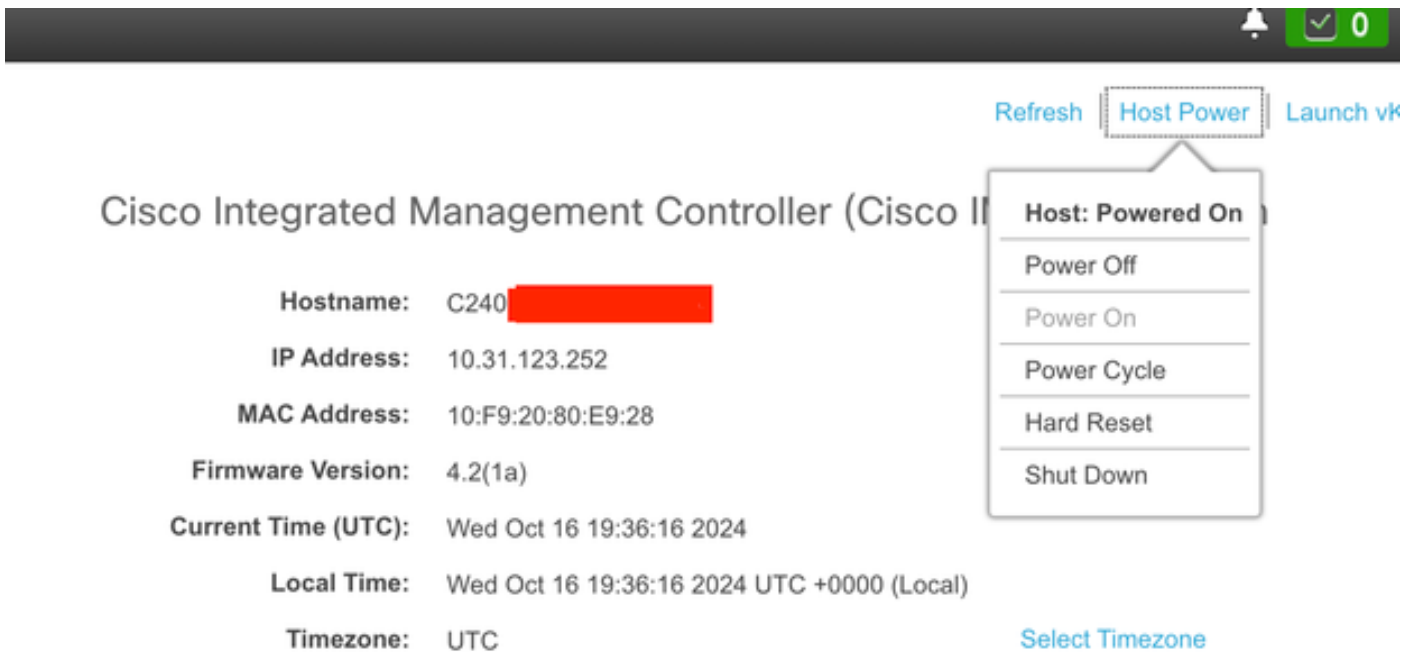 0
Refresh Host Power Launch vK
Cisco Integrated Management Controller (Cisco I
Host: Powered On
Power Off
Power On
Power Cycle
Hard Reset
Shut Down
Hostname: C240
IP Address: 10.31.123.252
MAC Address: 10:F9:20:80:E9:28
Firmware Version: 4.2(1a)
Current Time (UTC): Wed Oct 16 19:36:16 2024
Local Time: Wed Oct 16 19:36:16 2024 UTC +0000 (Local)
Timezone: UTC Select Timezone